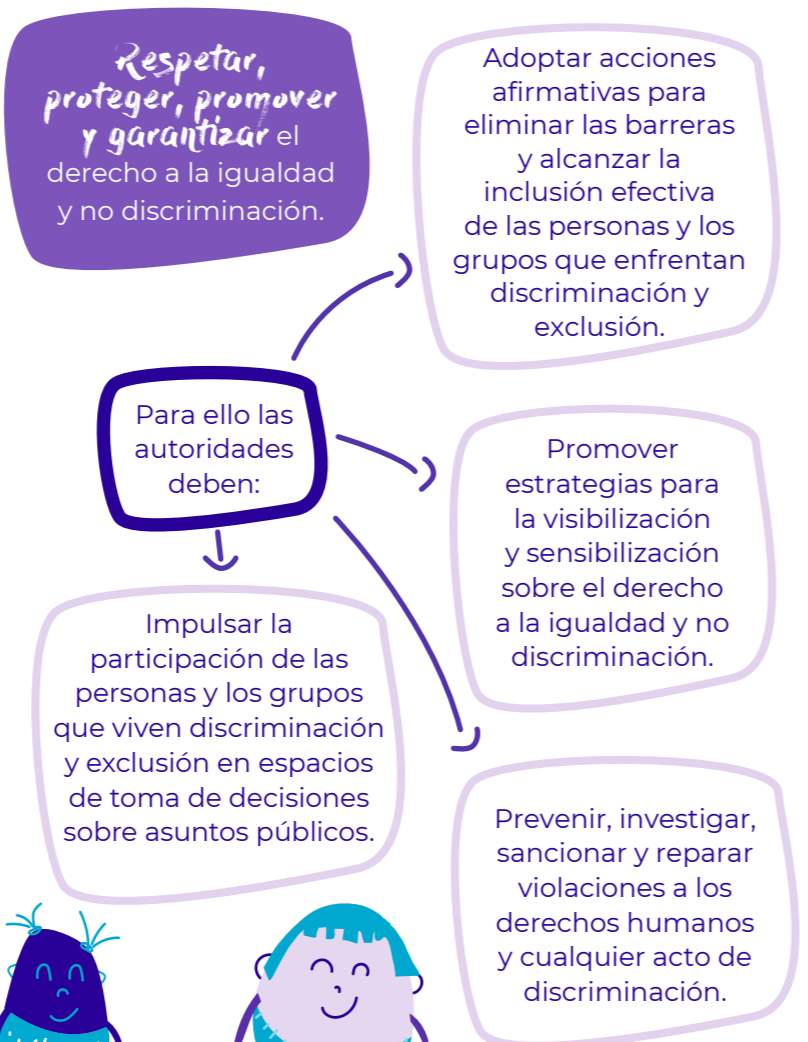 Respetar,
proteger, promover
y garantizar el
derecho a la igualdad
y no discriminación.
Adoptar acciones
afirmativas para
eliminar las barreras
y alcanzar la
inclusión efectiva
de las personas y los
grupos que enfrentan
discriminación y
exclusión.
Para ello las
autoridades
deben:
Promover
estrategias para
la visibilización
y sensibilización
sobre el derecho
a la igualdad y no
discriminación.
Impulsar la
participación de las
personas y los grupos
que viven discriminación
y exclusión en espacios
de toma de decisiones
sobre asuntos públicos.
Prevenir, investigar,
sancionar y reparar
violaciones a los
derechos humanos
y cualquier acto de
discriminación.